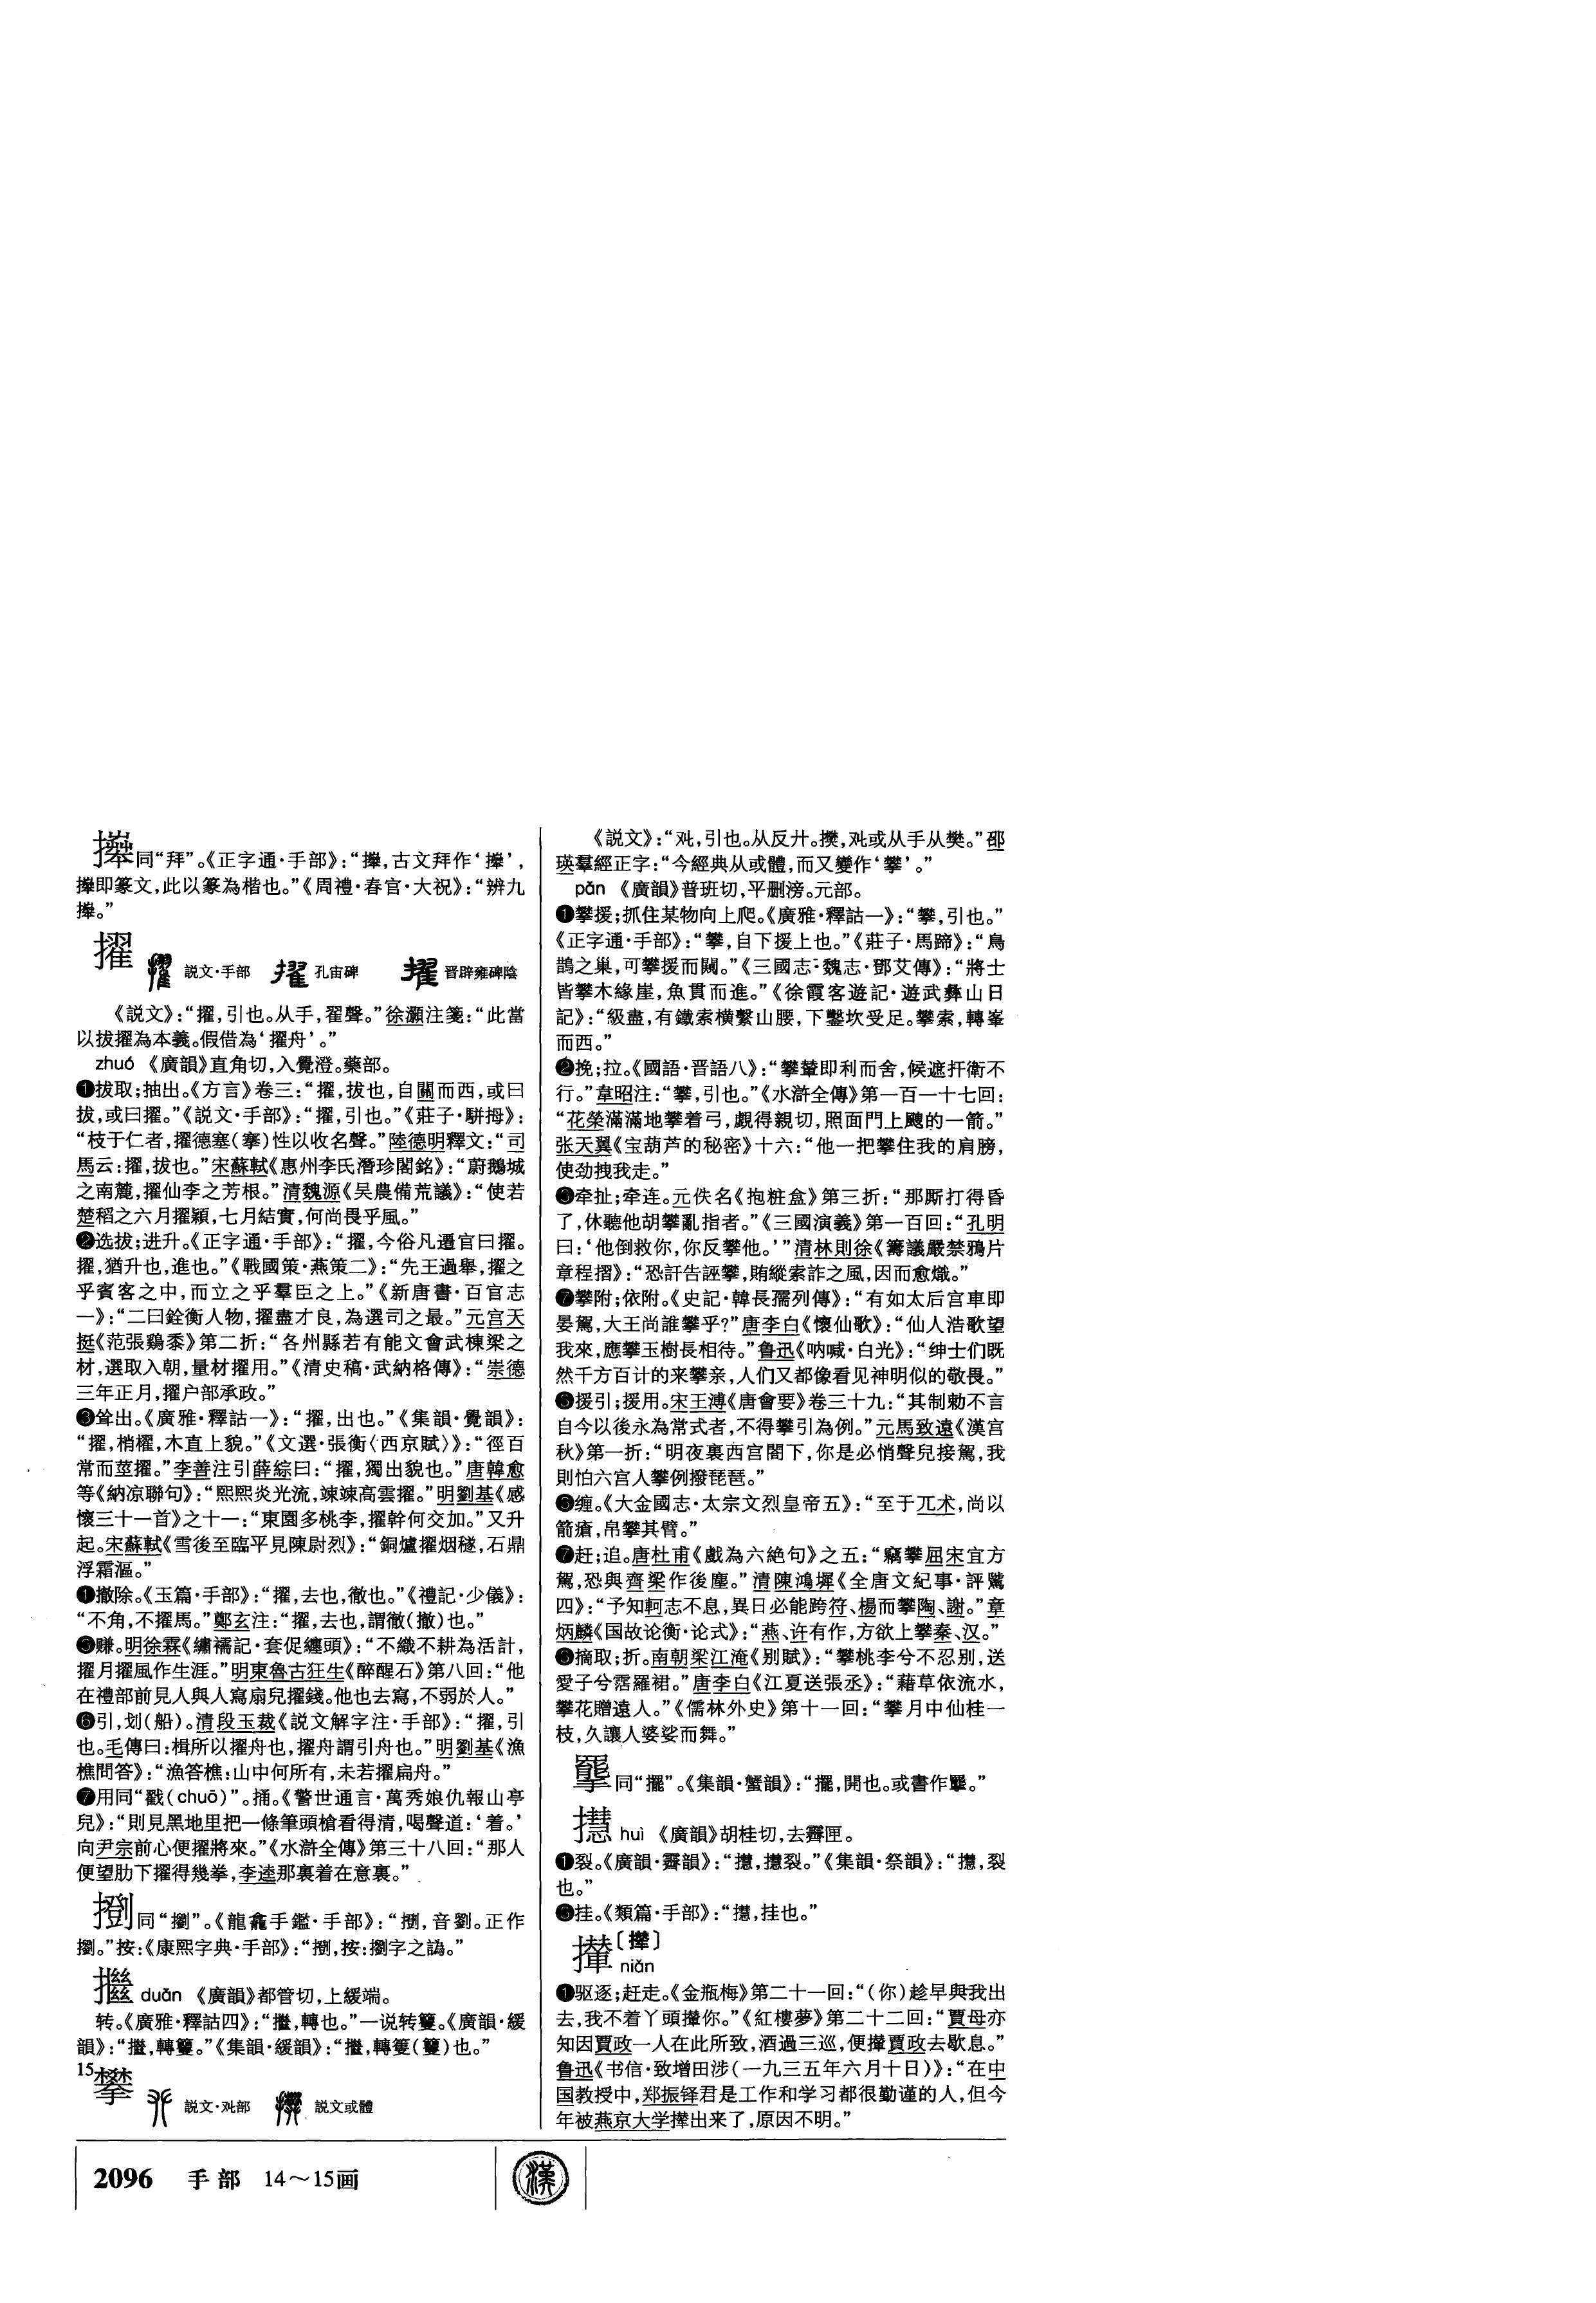 𢷎同“拜”。《正字通·手部》：“𢷎，古文拜作‘𢷎’，
𢷎即篆文，此以篆為楷也。”《周禮·春官·大祝》：“辨九
𢷎。”
擢 説文·手部 擢 孔宙碑 擢 晋辟雍碑陰
《説文》：“擢，引也。从手，翟聲。”徐灝注箋：“此當
以拔擢為本義。假借為‘擢舟’。”
zhuó 《廣韻》直角切，入覺澄。藥部。
❶拔取；抽出。《方言》卷三：“擢，拔也，自關而西，或曰
拔，或曰擢。”《説文·手部》：“擢，引也。”《莊子·駢拇》：
“枝于仁者，擢德塞（搴）性以收名聲。”陸德明釋文：“司
馬云：擢，拔也。”宋蘇軾《惠州李氏潛珍閣銘》：“蔚鵝城
之南麓，擢仙李之芳根。”清魏源《吴農備荒議》：“使若
楚稻之六月擢穎，七月結實，何尚畏乎風。”
❷选拔；进升。《正字通·手部》：“擢，今俗凡遷官曰擢。
擢，猶升也，進也。”《戰國策·燕策二》：“先王過舉，擢之
乎賓客之中，而立之乎羣臣之上。”《新唐書·百官志
一》：“二曰銓衡人物，擢盡才良，為選司之最。”元宫天
挺《范張鷄黍》第二折：“各州縣若有能文會武棟梁之
材，選取入朝，量材擢用。”《清史稿·武納格傳》：“崇德
三年正月，擢户部承政。”
❸耸出。《廣雅·釋詁一》：“擢，出也。”《集韻·覺韻》：
“擢，梢櫂，木直上貌。”《文選·張衡〈西京賦〉》：“徑百
常而莖擢。”李善注引薛綜曰：“擢，獨出貌也。”唐韓愈
等《納凉聯句》：“熙熙炎光流，竦竦高雲擢。”明劉基《感
懷三十一首》之十一：“東園多桃李，擢幹何交加。”又升
起。宋蘇軾《雪後至臨平見陳尉烈》：“銅爐擢烟穟，石鼎
浮霜漚。”
❶撤除。《玉篇·手部》：“擢，去也，徹也。”《禮記·少儀》：
“不角，不擢馬。”鄭玄注：“擢，去也，謂徹（撤）也。”
❺赚。明徐霖《繡襦記·套促纏頭》：“不織不耕為活計，
擢月擢風作生涯。”明東魯古狂生《醉醒石》第八回：“他
在禮部前見人與人寫扇兒擢錢。他也去寫，不弱於人。”
❻引，划（船）。清段玉裁《説文解字注·手部》：“擢，引
也。毛傳曰：楫所以擢舟也，擢舟謂引舟也。”明劉基《漁
樵問答》：“漁答樵：山中何所有，未若擢扁舟。”
❼用同“戳（chuō）”。捅。《警世通言·萬秀娘仇報山亭
兒》：“則見黑地里把一條筆頭槍看得清，喝聲道：‘着。’
向尹宗前心便擢將來。”《水滸全傳》第三十八回：“那人
便望肋下擢得幾拳，李逵那裏着在意裏。”
同“㩅”。《龍龕手鑑·手部》：“，音劉。正作
㩅。”按：《康熙字典·手部》：“，按：㩅字之譌。”
duǎn 《廣韻》都管切，上緩端。
转。《廣雅·釋詁四》：“，轉也。”一说转籰。《廣韻·緩
韻》：“，轉籰。”《集韻·緩韻》：“，轉篗（籰）也。”
15 攀 説文·𠬜部 説文或體
《説文》：“𠬜，引也。从反廾。𢸅，𠬜或从手从樊。”邵
瑛羣經正字：“今經典从或體，而又變作‘攀’。”
pān 《廣韻》普班切，平删滂。元部。
❶攀援；抓住某物向上爬。《廣雅·釋詁一》：“攀，引也。”
《正字通·手部》：“攀，自下援上也。”《莊子·馬蹄》：“鳥
鵲之巢，可攀援而闚。”《三國志·魏志·鄧艾傳》：“將士
皆攀木緣崖，魚貫而進。”《徐霞客遊記·遊武彝山日
記》：“級盡，有鐵索横繫山腰，下鑿坎受足。攀索，轉峯
而西。”
❷挽；拉。《國語·晋語八》：“攀輦即利而舍，候遮扞衛不
行。”韋昭注：“攀，引也。”《水滸全傳》第一百一十七回：
“花榮滿滿地攀着弓，覷得親切，照面門上颼的一箭。”
张天翼《宝葫芦的秘密》十六：“他一把攀住我的肩膀，
使劲拽我走。”
❸牵扯；牵连。元佚名《抱粧盒》第三折：“那厮打得昏
了，休聽他胡攀亂指者。”《三國演義》第一百回：“孔明
曰：‘他倒救你，你反攀他。’”清林則徐《籌議嚴禁鴉片
章程摺》：“恐訐告誣攀，賄縱索詐之風，因而愈熾。”
❼攀附；依附。《史記·韓長孺列傳》：“有如太后宫車即
晏駕，大王尚誰攀乎？”唐李白《懷仙歌》：“仙人浩歌望
我來，應攀玉樹長相待。”鲁迅《呐喊·白光》：“绅士们既
然千方百计的来攀亲，人们又都像看见神明似的敬畏。”
❺援引；援用。宋王溥《唐會要》卷三十九：“其制勅不言
自今以後永為常式者，不得攀引為例。”元馬致遠《漢宫
秋》第一折：“明夜裏西宫閣下，你是必悄聲兒接駕，我
則怕六宫人攀例撥琵琶。”
❺缠。《大金國志·太宗文烈皇帝五》：“至于兀术，尚以
箭瘡，帛攀其臂。”
❼赶；追。唐杜甫《戲為六絶句》之五：“竊攀屈宋宜方
駕，恐與齊梁作後塵。”清陳鴻墀《全唐文紀事·評騭
四》：“予知軻志不息，異日必能跨符、楊而攀陶、謝。”章
炳麟《国故论衡·论式》：“燕、许有作，方欲上攀秦、汉。”
❽摘取；折。南朝梁江淹《别賦》：“攀桃李兮不忍别，送
愛子兮霑羅裙。”唐李白《江夏送張丞》：“藉草依流水，
攀花贈遠人。”《儒林外史》第十一回：“攀月中仙桂一
枝，久讓人婆娑而舞。”
同“擺”。《集韻·蟹韻》：“擺，開也。或書作。”
㩨 huì 《廣韻》胡桂切，去霽匣。
❶裂。《廣韻·霽韻》：“㩨，㩨裂。”《集韻·祭韻》：“㩨，裂
也。”
❸挂。《類篇·手部》：“㩨，挂也。”
攆〔撵〕
niǎn
❶驱逐；赶走。《金瓶梅》第二十一回：“（你）趁早與我出
去，我不着丫頭攆你。”《紅樓夢》第二十二回：“賈母亦
知因賈政一人在此所致，酒過三巡，便攆賈政去歇息。”
鲁迅《书信·致增田涉（一九三五年六月十日）》：“在中
国教授中，郑振铎君是工作和学习都很勤谨的人，但今
年被燕京大学撵出来了，原因不明。”
2096 手部 14～15画 漢